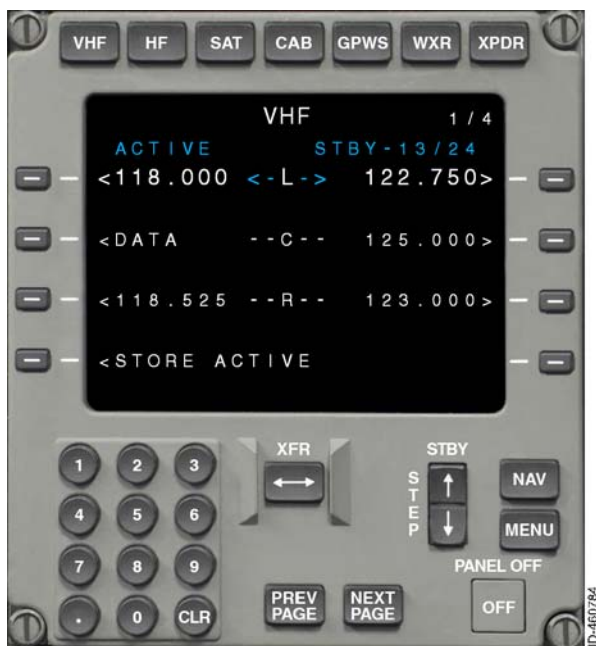 VHF HF SAT CAB GPWS WXR XPDR
VHF 1 / 4
ACTIVE STBY-13/24
<118.000 <-L-> 122.750>
<DATA --C-- 125.000>
<118.525 --R-- 123.000>
<STORE ACTIVE
1 2 3
4 5 6
7 8 9
. 0 CLR
XFR
STBY
STEP
NAV
MENU
PANEL OFF
OFF
PREV PAGE
NEXT PAGE
ID-460784